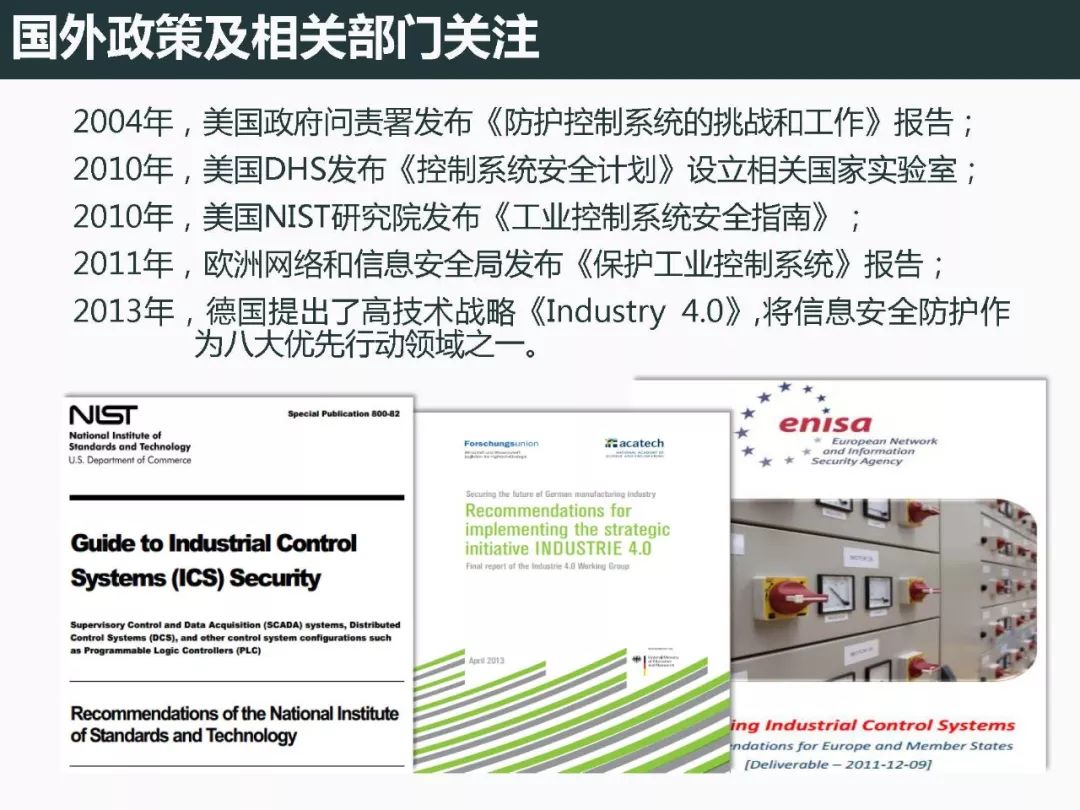 国外政策及相关部门关注
2004年，美国政府问责署发布《防护控制系统的挑战和工作》报告；
2010年，美国DHS发布《控制系统安全计划》设立相关国家实验室；
2010年，美国NIST研究院发布《工业控制系统安全指南》；
2011年，欧洲网络和信息安全局发布《保护工业控制系统》报告；
2013年，德国提出了高技术战略《Industry 4.0》,将信息安全防护作
为八大优先行动领域之一。
NIST
National Institute of
Standards and Technology
U.S. Department of Commerce
Special Publication 800-82
Guide to Industrial Control
Systems (ICS) Security
Supervisory Control and Data Acquisition (SCADA) systems, Distributed
Control Systems (DCS), and other control system configurations such
as Programmable Logic Controllers (PLC)
Recommendations of the National Institute
of Standards and Technology
Forschungsunion
acatech
Securing the future of German manufacturing industry
Recommendations for
implementing the strategic
initiative INDUSTRIE 4.0
Final report of the Industrie 4.0 Working Group
April 2013
enisa
European Network
and Information
Security Agency
ing Industrial Control Systems
ndations for Europe and Member States
[Deliverable – 2011-12-09]